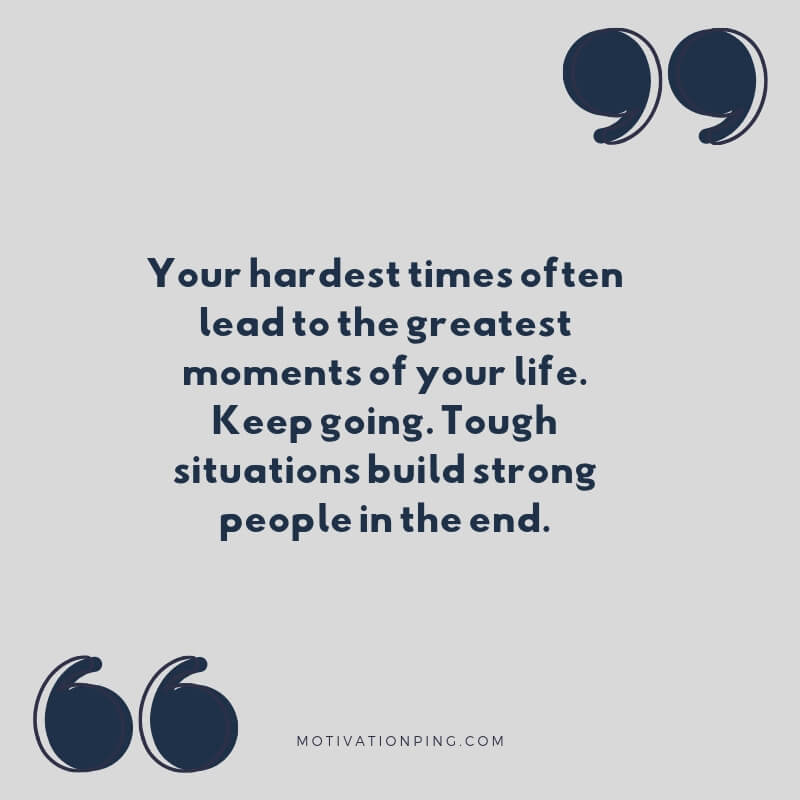 Your hardest times often
lead to the greatest
moments of your life.
Keep going. Tough
situations build strong
people in the end.
MOTIVATIONPING.COM